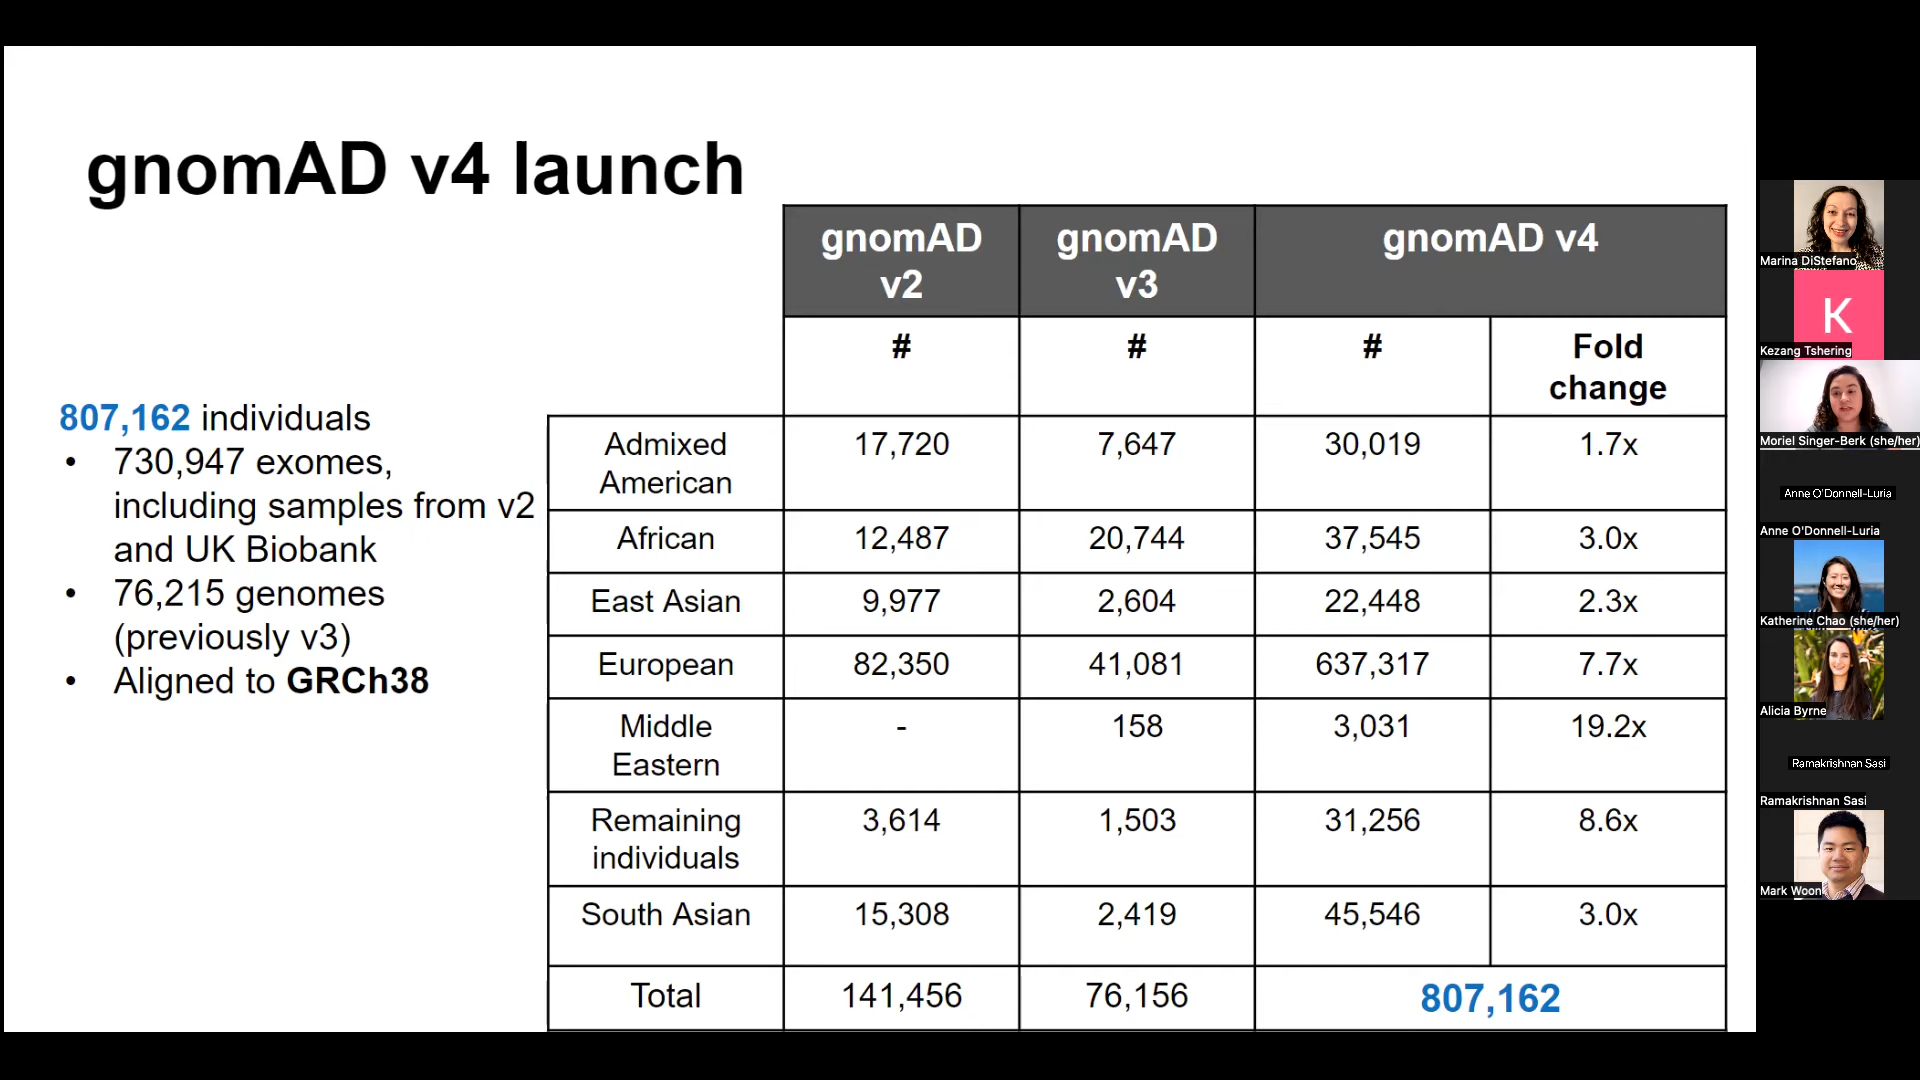 gnomAD v4 launch
807,162 individuals
• 730,947 exomes,
including samples from v2
and UK Biobank
• 76,215 genomes
(previously v3)
• Aligned to GRCh38
gnomAD v2 gnomAD v3 gnomAD v4
# # # Fold change
Admixed American 17,720 7,647 30,019 1.7x
African 12,487 20,744 37,545 3.0x
East Asian 9,977 2,604 22,448 2.3x
European 82,350 41,081 637,317 7.7x
Middle Eastern - 158 3,031 19.2x
Remaining individuals 3,614 1,503 31,256 8.6x
South Asian 15,308 2,419 45,546 3.0x
Total 141,456 76,156 807,162
Marina DiStefano
K
Kezang Tshering
Moriel Singer-Berk (she/her)
Anne O'Donnell-Luria
Anne O'Donnell-Luria
Katherine Chao (she/her)
Alicia Byrne
Ramakrishnan Sasi
Ramakrishnan Sasi
Mark Woon